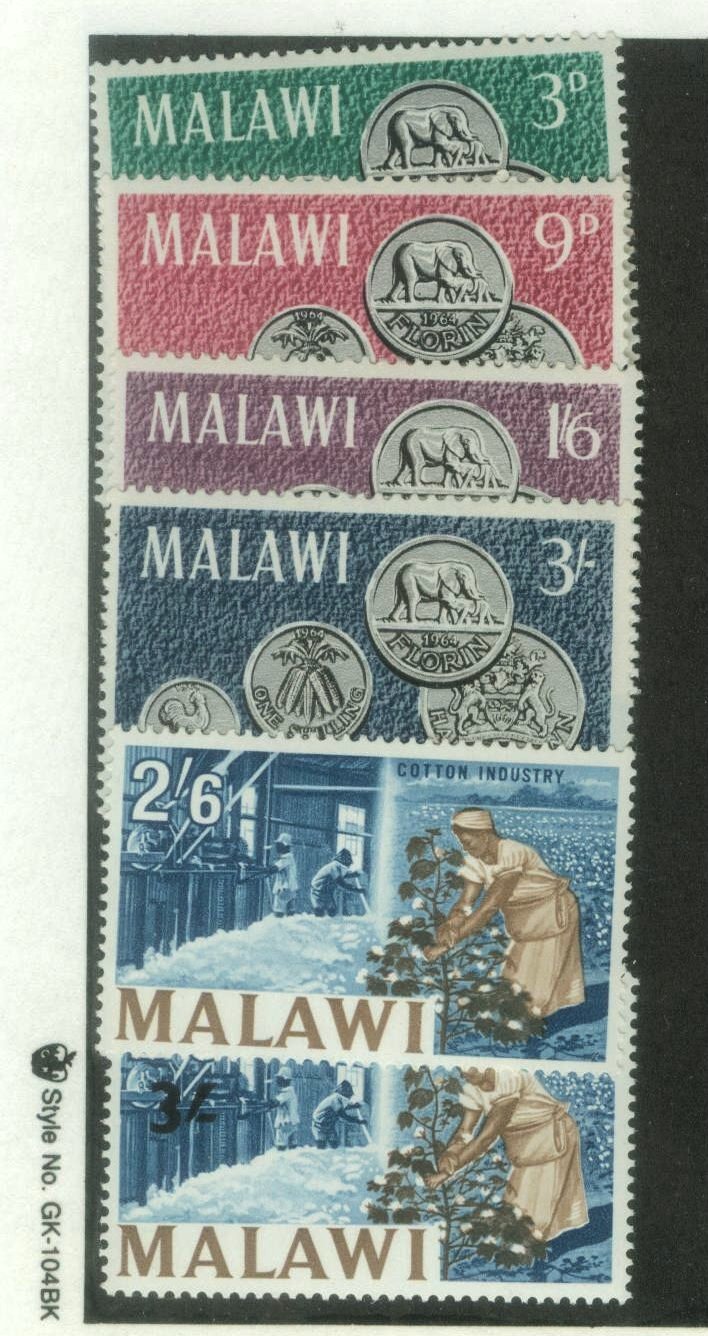 MALAWI 3D
MALAWI 9D
1964
1964
FLORIN
MALAWI 1/6
MALAWI 3/-
1964
1964
FLORIN
ONE SHILLING
2/6
COTTON INDUSTRY
MALAWI
3/-
MALAWI
Style No. GK-104BK